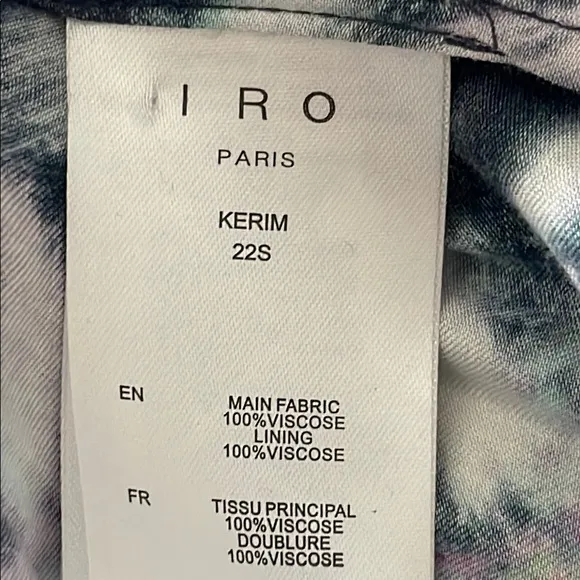 IRO
PARIS
KERIM
22S
EN
MAIN FABRIC
100%VISCOSE
LINING
100%VISCOSE
FR
TISSU PRINCIPAL
100%VISCOSE
DOUBLURE
100%VISCOSE